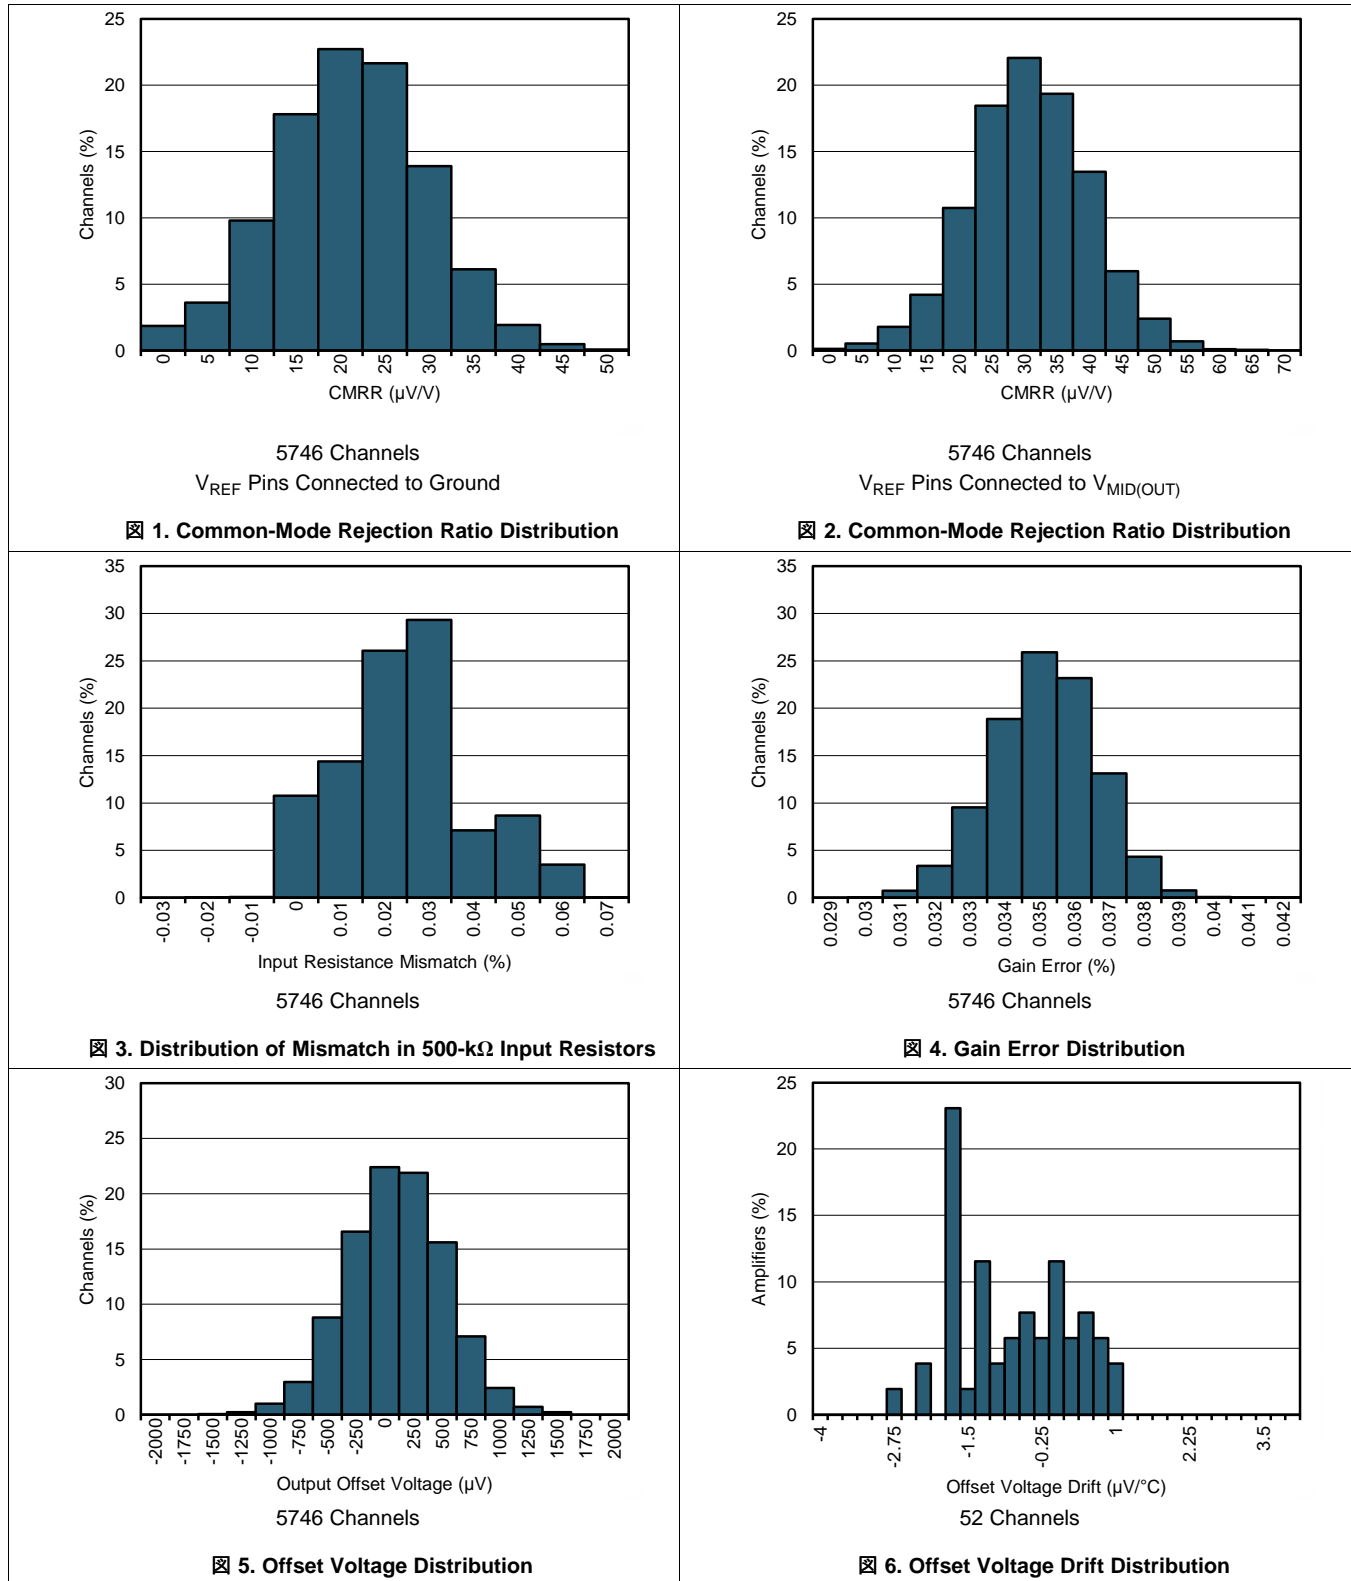 25
20
15
10
5
0
Channels (%)
0 5 10 15 20 25 30 35 40 45 50
CMRR (µV/V)
5746 Channels
VREF Pins Connected to Ground
図 1. Common-Mode Rejection Ratio Distribution
25
20
15
10
5
0
Channels (%)
0 5 10 15 20 25 30 35 40 45 50 55 60 65 70
CMRR (µV/V)
5746 Channels
VREF Pins Connected to VMID(OUT)
図 2. Common-Mode Rejection Ratio Distribution
35
30
25
20
15
10
5
0
Channels (%)
-0.03 -0.02 -0.01 0 0.01 0.02 0.03 0.04 0.05 0.06 0.07
Input Resistance Mismatch (%)
5746 Channels
図 3. Distribution of Mismatch in 500-kΩ Input Resistors
35
30
25
20
15
10
5
0
Channels (%)
0.029 0.03 0.031 0.032 0.033 0.034 0.035 0.036 0.037 0.038 0.039 0.04 0.041 0.042
Gain Error (%)
5746 Channels
図 4. Gain Error Distribution
30
25
20
15
10
5
0
Channels (%)
-2000 -1750 -1500 -1250 -1000 -750 -500 -250 0 250 500 750 1000 1250 1500 1750 2000
Output Offset Voltage (µV)
5746 Channels
図 5. Offset Voltage Distribution
25
20
15
10
5
0
Amplifiers (%)
-4 -2.75 -1.5 -0.25 1 2.25 3.5
Offset Voltage Drift (µV/°C)
52 Channels
図 6. Offset Voltage Drift Distribution